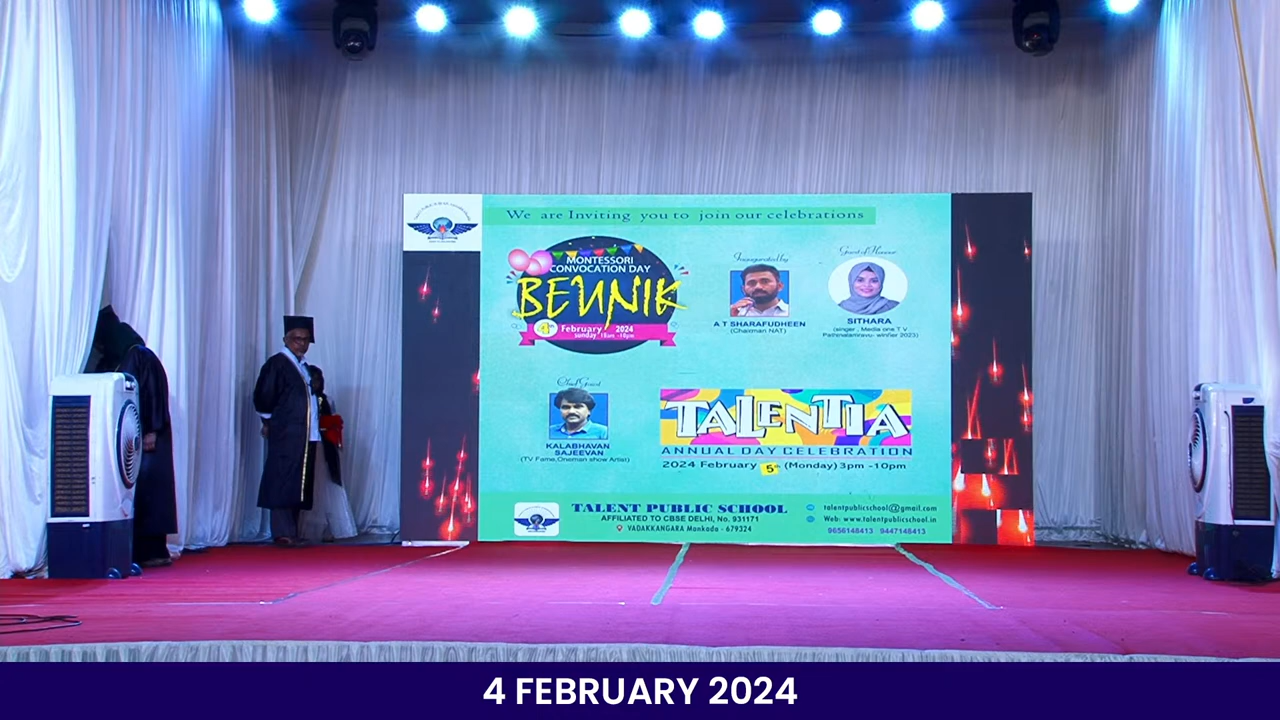 We are Inviting you to join our celebrations
MONTESSORI
CONVOCATION DAY
BEUNIK
4th February 2024
sunday
-10pm
Inaugurated by
A T SHARAFUDHEEN
(Chairman NAT)
Guest of Honour
SITHARA
(singer , Media one T V
Pathinalamravu- winner 2023)
Chief Guest
KALABHAVAN
SAJEEVAN
(TV Fame,Oneman show Artist)
TALENTIA
ANNUAL DAY CELEBRATION
2024 February 5th (Monday) 3pm -10pm
TALENT PUBLIC SCHOOL
AFFILIATED TO CBSE DELHI, No. 931171
VADAKKANGARA Mankada - 679324
talentpublicschool@gmail.com
Web: www.talentpublicschool.in
9656148413 9447148413
4 FEBRUARY 2024